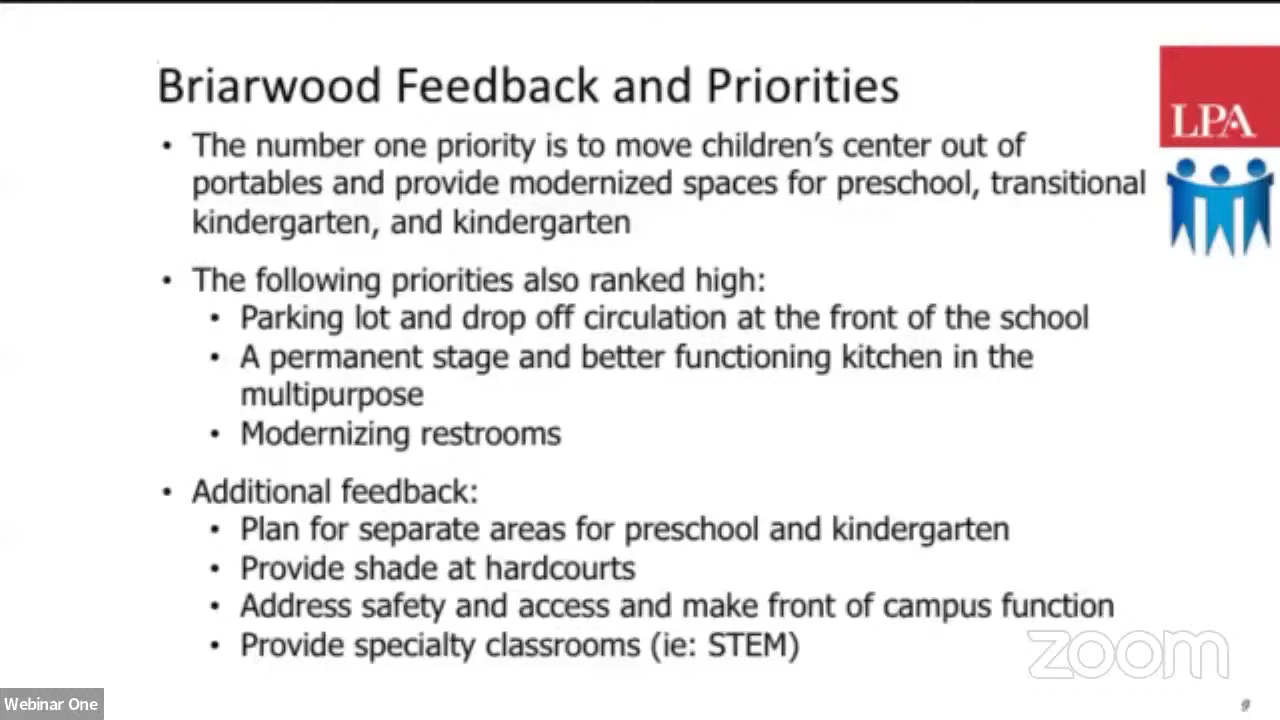 Briarwood Feedback and Priorities
LPA
• The number one priority is to move children's center out of
portables and provide modernized spaces for preschool, transitional
kindergarten, and kindergarten
• The following priorities also ranked high:
• Parking lot and drop off circulation at the front of the school
• A permanent stage and better functioning kitchen in the
multipurpose
• Modernizing restrooms
• Additional feedback:
• Plan for separate areas for preschool and kindergarten
• Provide shade at hardcourts
• Address safety and access and make front of campus function
• Provide specialty classrooms (ie: STEM)
zoom
Webinar One
9